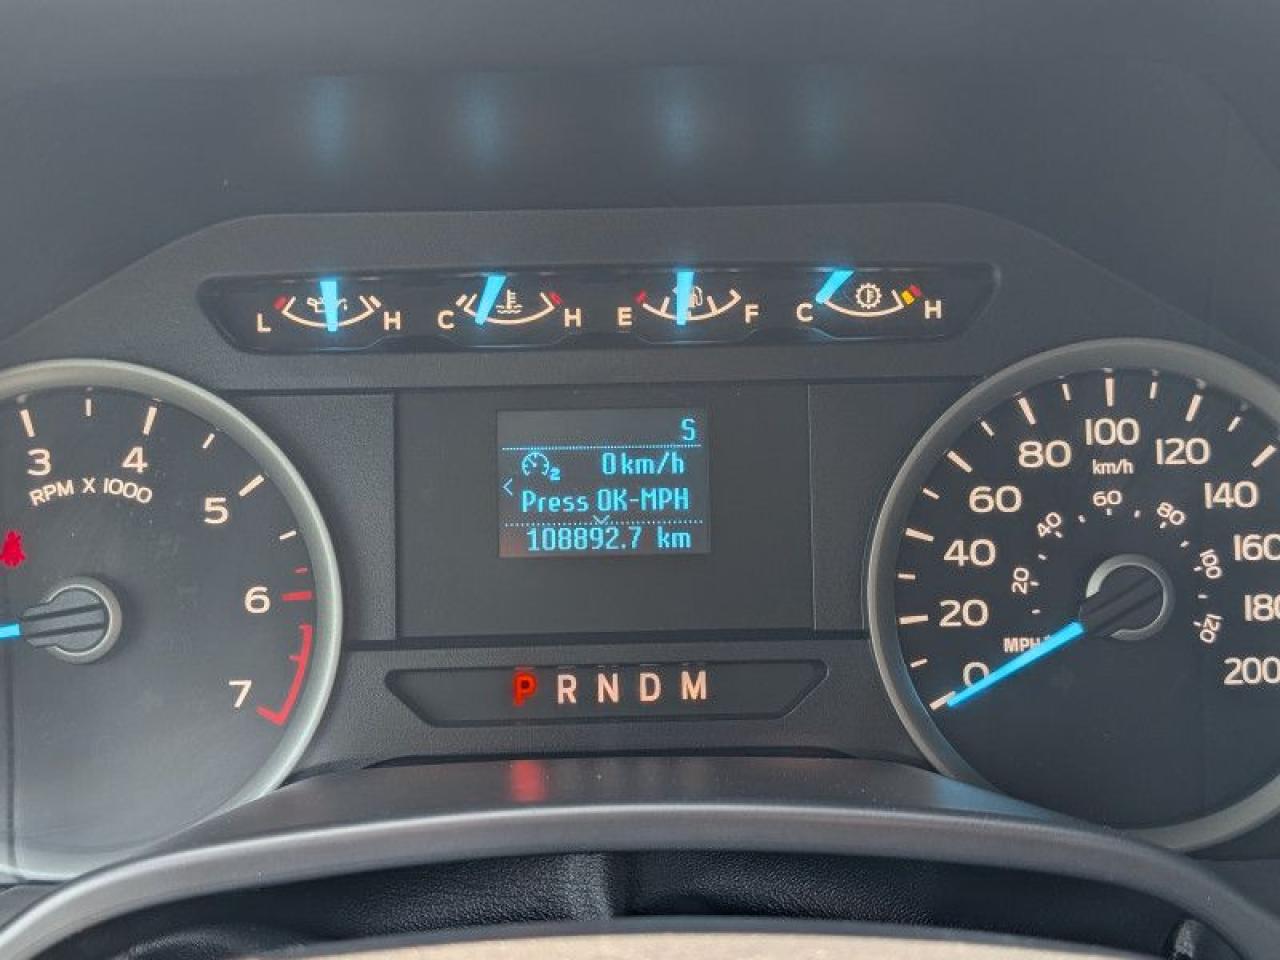 L H C H E F C H
3 4 5 6 7
RPM X 1000
S
2 0km/h
Press OK-MPH
108892.7 km
P R N D M
0 20 40 60 80 100 120 140 160 180 200
km/h
20 40 60 80 100 120
MPH